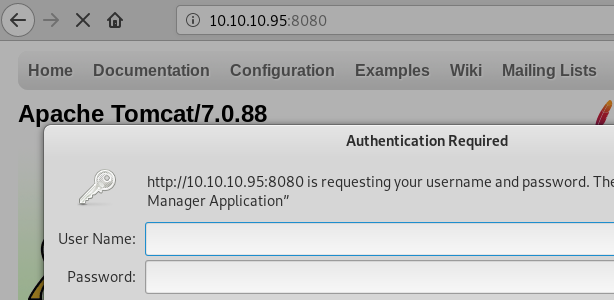 10.10.10.95:8080
Home Documentation Configuration Examples Wiki Mailing Lists
Apache Tomcat/7.0.88
Authentication Required
http://10.10.10.95:8080 is requesting your username and password. The
Manager Application”
User Name:
Password: